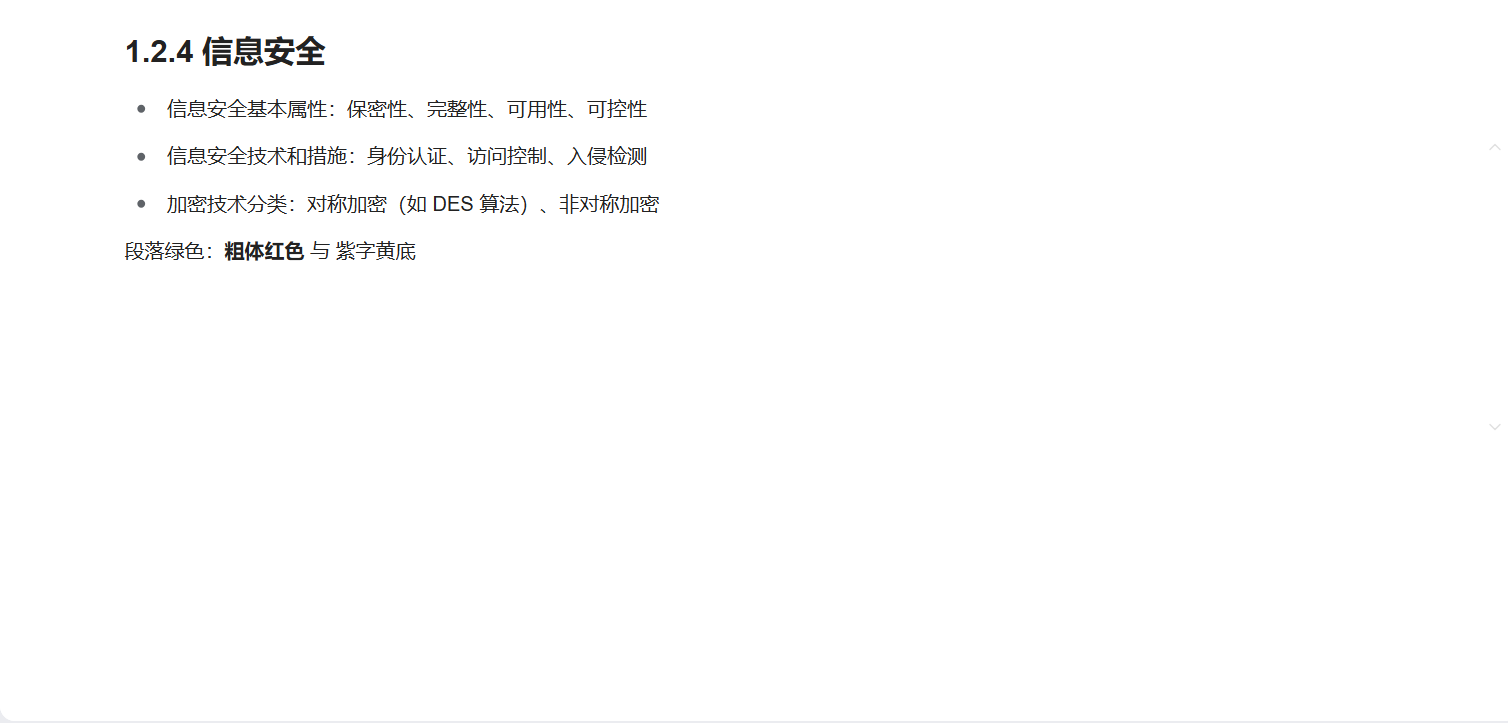 1.2.4 信息安全
信息安全基本属性：保密性、完整性、可用性、可控性
信息安全技术和措施：身份认证、访问控制、入侵检测
加密技术分类：对称加密（如 DES 算法）、非对称加密
段落绿色：粗体红色 与 紫字黄底